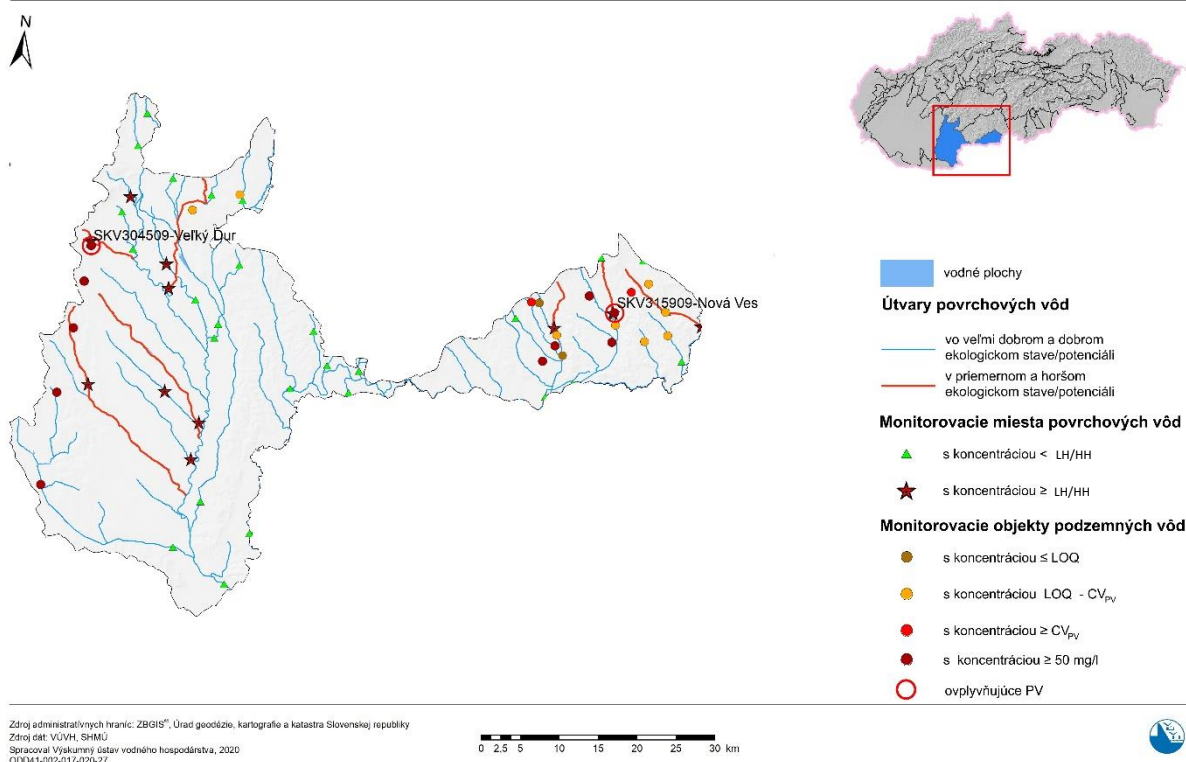 N
SKV304509-Veľký Ďur
SKV315909-Nová Ves
vodné plochy
Útvary povrchových vôd
vo veľmi dobrom a dobrom
ekologickom stave/potenciáli
v priemernom a horšom
ekologickom stave/potenciáli
Monitorovacie miesta povrchových vôd
s koncentráciou < LH/HH
s koncentráciou ≥ LH/HH
Monitorovacie objekty podzemných vôd
s koncentráciou ≤ LOQ
s koncentráciou LOQ - CVPV
s koncentráciou ≥ CVPV
s koncentráciou ≥ 50 mg/l
ovplyvňujúce PV
Zdroj administratívnych hraníc: ZBGIS, Úrad geodézie, kartografie a katastra Slovenskej republiky
Zdroj dát: VÚVH, SHMÚ
Spracoval Výskumný ústav vodného hospodárstva, 2020
0 2,5 5 10 15 20 25 30 km